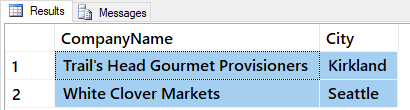 Results Messages
CompanyName City
1 Trail's Head Gourmet Provisioners Kirkland
2 White Clover Markets Seattle